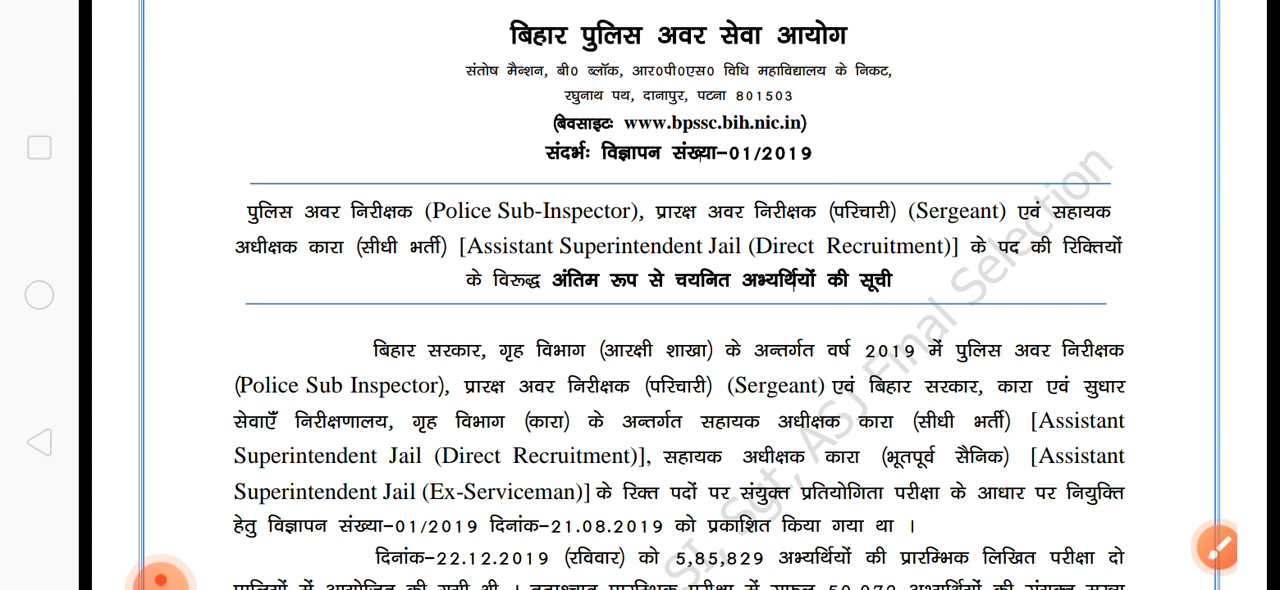 बिहार पुलिस अवर सेवा आयोग
संतोष मैन्शन, बी0 ब्लॉक, आर0पी0एस0 विधि महाविद्यालय के निकट,
रघुनाथ पथ, दानापुर, पटना 801503
(बेवसाइटः www.bpssc.bih.nic.in)
संदर्भः विज्ञापन संख्या-01/2019
पुलिस अवर निरीक्षक (Police Sub-Inspector), प्रारक्ष अवर निरीक्षक (परिचारी) (Sergeant) एवं सहायक
अधीक्षक कारा (सीधी भर्ती) [Assistant Superintendent Jail (Direct Recruitment)] के पद की रिक्तियों
के विरूद्ध अंतिम रूप से चयनित अभ्यर्थियों की सूची
बिहार सरकार, गृह विभाग (आरक्षी शाखा) के अन्तर्गत वर्ष 2019 में पुलिस अवर निरीक्षक
(Police Sub Inspector), प्रारक्ष अवर निरीक्षक (परिचारी) (Sergeant) एवं बिहार सरकार, कारा एवं सुधार
सेवाएँ निरीक्षणालय, गृह विभाग (कारा) के अन्तर्गत सहायक अधीक्षक कारा (सीधी भर्ती) [Assistant
Superintendent Jail (Direct Recruitment)], सहायक अधीक्षक कारा (भूतपूर्व सैनिक) [Assistant
Superintendent Jail (Ex-Serviceman)] के रिक्त पदों पर संयुक्त प्रतियोगिता परीक्षा के आधार पर नियुक्ति
हेतु विज्ञापन संख्या-01/2019 दिनांक-21.08.2019 को प्रकाशित किया गया था ।
दिनांक-22.12.2019 (रविवार) को 5,85,829 अभ्यर्थियों की प्रारम्भिक लिखित परीक्षा दो
SI, Sgt, ASJ Final Selection